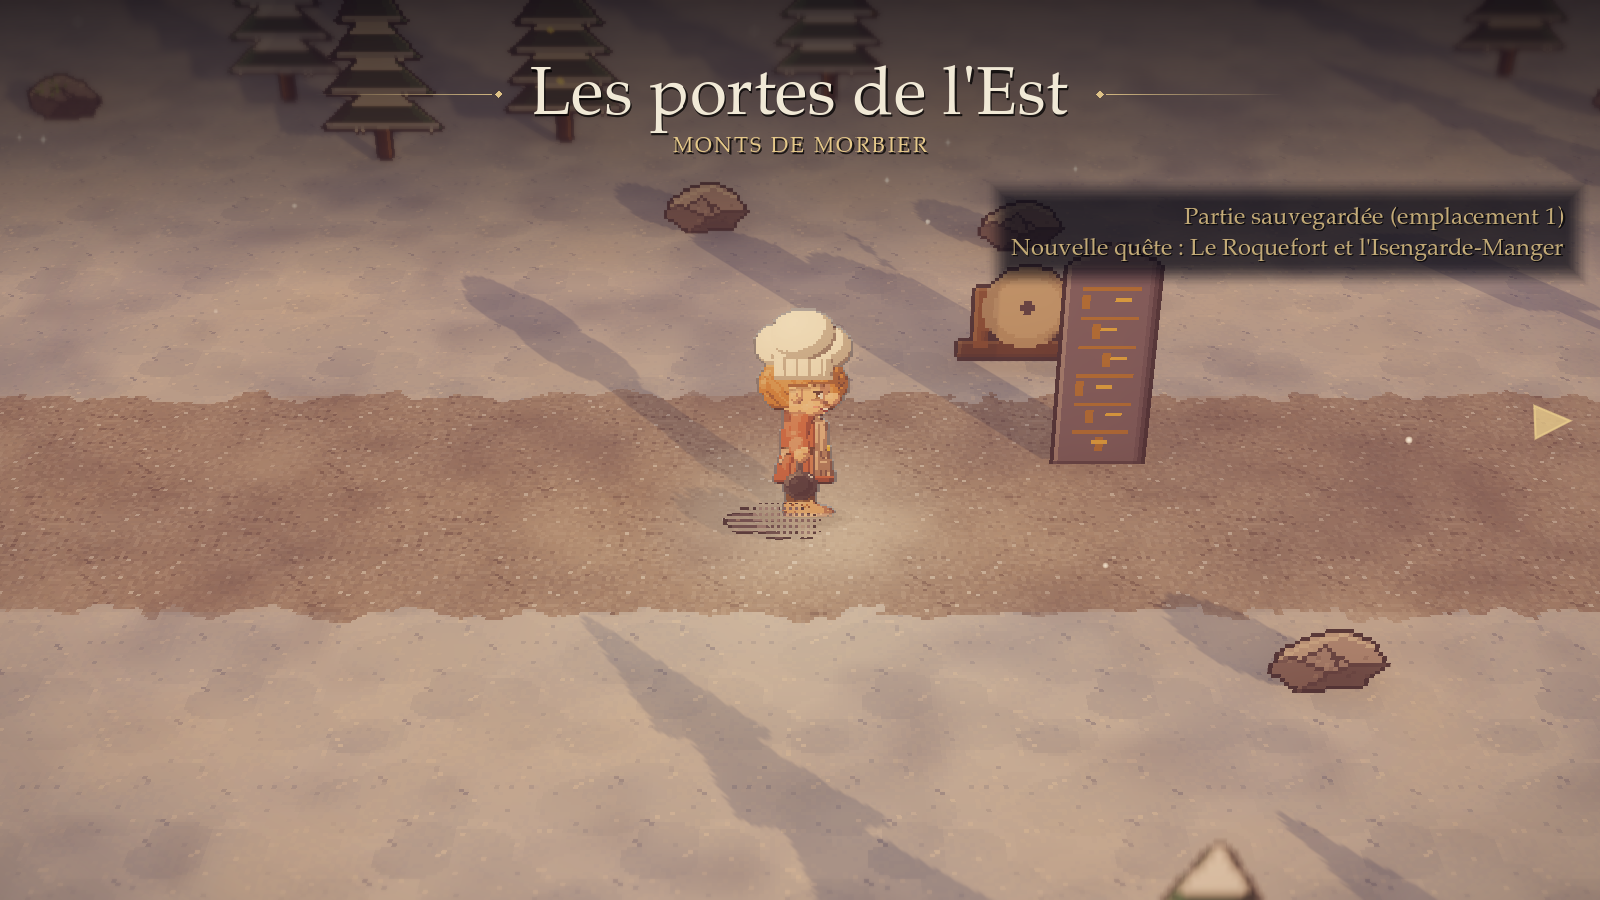 Les portes de l'Est
MONTS DE MORBIER
Partie sauvegardée (emplacement 1)
Nouvelle quête : Le Roquefort et l'Isengarde-Manger